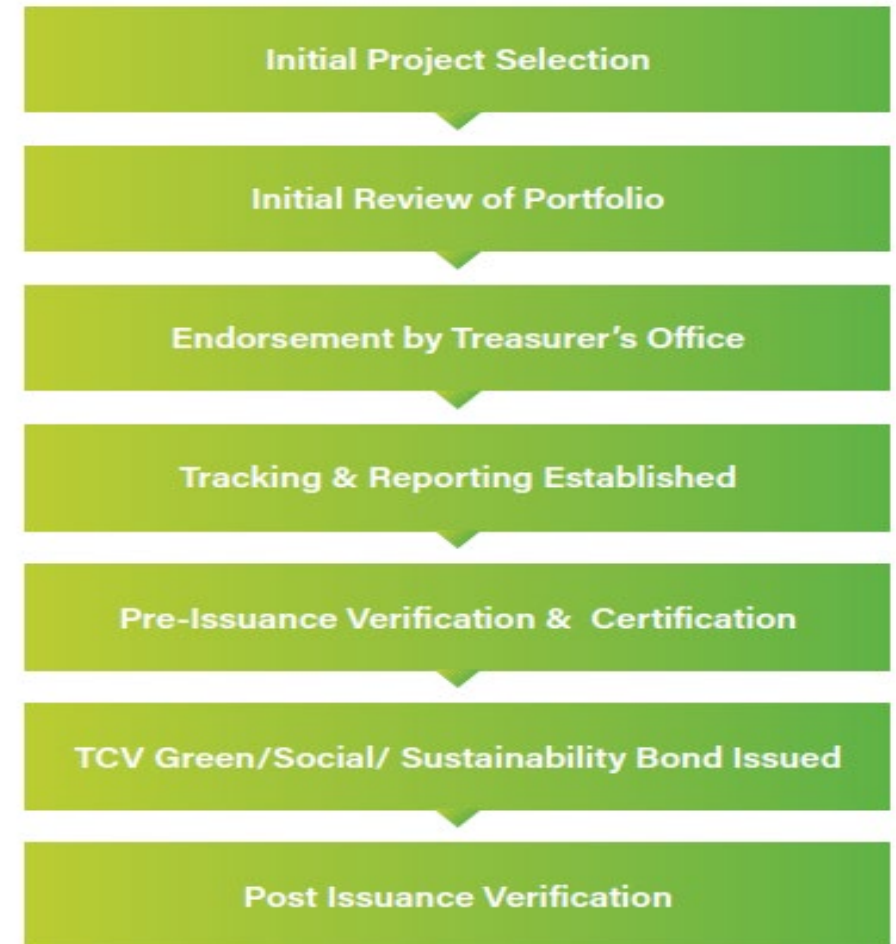 Initial Project Selection
Initial Review of Portfolio
Endorsement by Treasurer’s Office
Tracking & Reporting Established
Pre-Issuance Verification & Certification
TCV Green/Social/ Sustainability Bond Issued
Post Issuance Verification